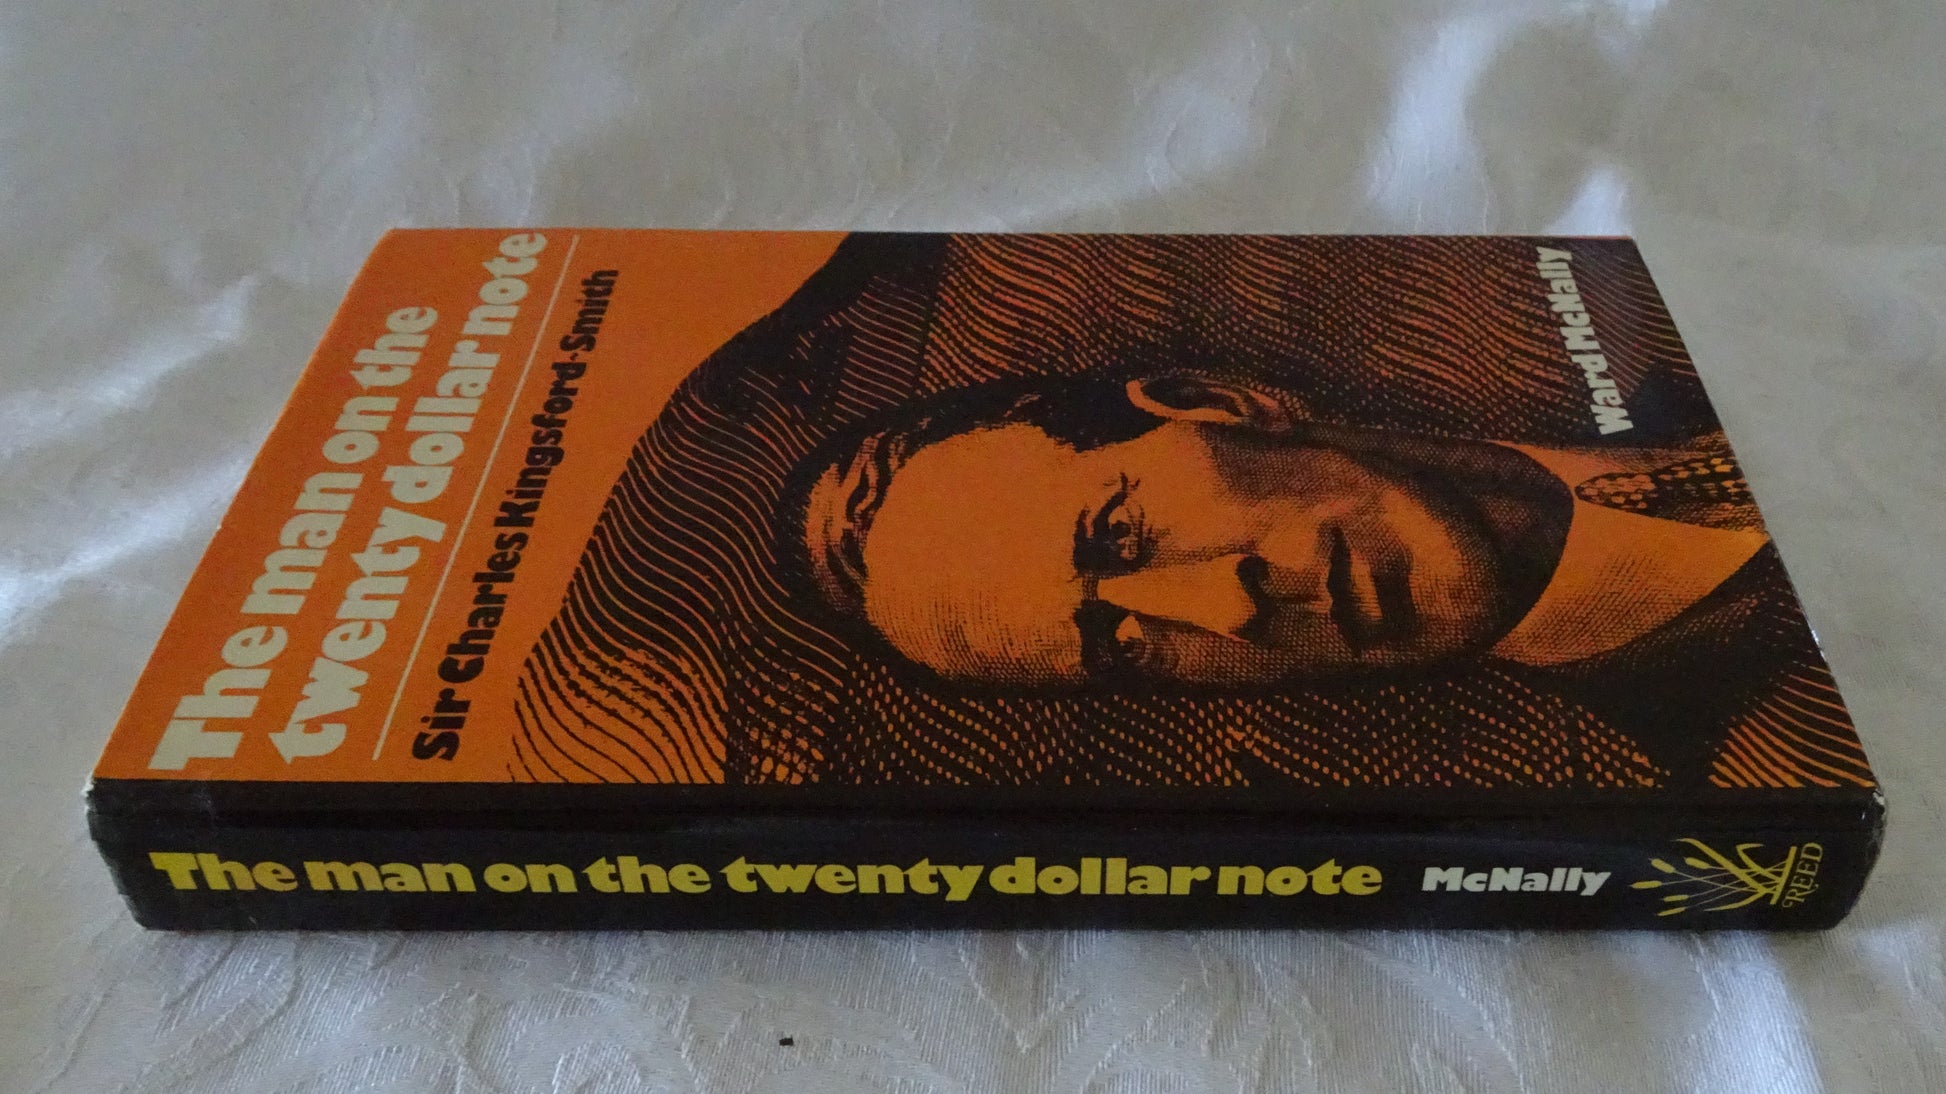 The man on the
twenty dollar note
Sir Charles Kingsford-Smith
Ward McNally
The man on the twenty dollar note McNally REED